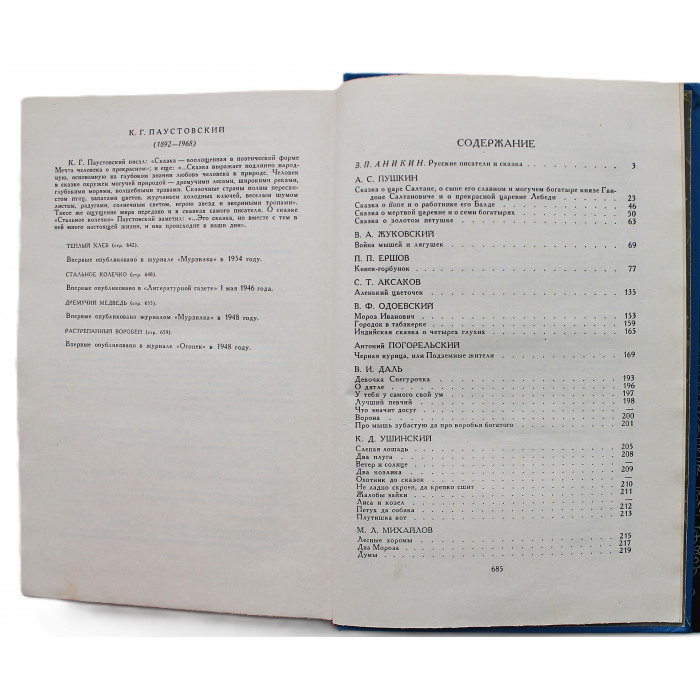 К. Г. ПАУСТОВСКИЙ
(1892—1968)
К. Г. Паустовский писал: «Сказка — воплощенная в поэтической форме
Мечта человека о прекрасном»; и еще: «...Сказка выражает подлинно народ-
ную, основанную на глубоком знании любовь человека к природе. Человек
в сказке окружен могучей природой — дремучими лесами, широкими реками,
глубокими морями, волшебными травами. Сказочные страны полны пересви-
стом птиц, запахами цветов, журчанием холодных ключей, весенним шумом
листвы, радугами, солнечным светом, игрою звезд и звериными тропами».
Такое же ощущение мира передано и в сказках самого писателя. О сказке
«Стальное колечко» Паустовский заметил: «...Это сказка, но вместе с тем в
ней много настоящей жизни, и она происходит в наши дни».
ТЕПЛЫЙ ХЛЕБ (стр. 642).
Впервые опубликовано в журнале «Мурзилка» в 1954 году.
СТАЛЬНОЕ КОЛЕЧКО (стр. 648).
Впервые опубликовано в «Литературной газете» 1 мая 1946 года.
ДРЕМУЧИЙ МЕДВЕДЬ (стр. 653).
Впервые опубликовано журналом «Мурзилка» в 1948 году.
РАСТРЕПАННЫЙ ВОРОБЕЙ (стр. 659).
Впервые опубликовано в журнале «Огонек» в 1948 году.
СОДЕРЖАНИЕ
В. П. АНИКИН. Русские писатели и сказка . . . . . 3
А. С. ПУШКИН
Сказка о царе Салтане, о сыне его славном и могучем богатыре князе Гви-
доне Салтановиче и о прекрасной царевне Лебеди . . . . . 23
Сказка о попе и о работнике его Балде . . . . . 46
Сказка о мертвой царевне и о семи богатырях . . . . . 50
Сказка о золотом петушке . . . . . 63
В. А. ЖУКОВСКИЙ
Война мышей и лягушек . . . . . 69
П. П. ЕРШОВ
Конек-горбунок . . . . . 77
С. Т. АКСАКОВ
Аленький цветочек . . . . . 135
В. Ф. ОДОЕВСКИЙ
Мороз Иванович . . . . . 153
Городок в табакерке . . . . . 159
Индийская сказка о четырех глухих . . . . . 165
Антоний ПОГОРЕЛЬСКИЙ
Черная курица, или Подземные жители . . . . . 169
В. И. ДАЛЬ
Девочка Снегурочка . . . . . 193
О дятле . . . . . 196
У тебя у самого свой ум . . . . . 197
Лучший певчий . . . . . 198
Что значит досуг . . . . . —
Ворона . . . . . 200
Про мышь зубастую да про воробья богатого . . . . . 201
К. Д. УШИНСКИЙ
Слепая лошадь . . . . . 205
Два плуга . . . . . 208
Ветер и солнце . . . . . —
Два козлика . . . . . 209
Охотник до сказок . . . . . —
Не ладно скроен, да крепко сшит . . . . . 210
Жалобы зайки . . . . . 211
Лиса и козел . . . . . —
Петух да собака . . . . . 212
Плутишка кот . . . . . 213
М. Л. МИХАЙЛОВ
Лесные хоромы . . . . . 215
Два Мороза . . . . . 217
Думы . . . . . 219
685